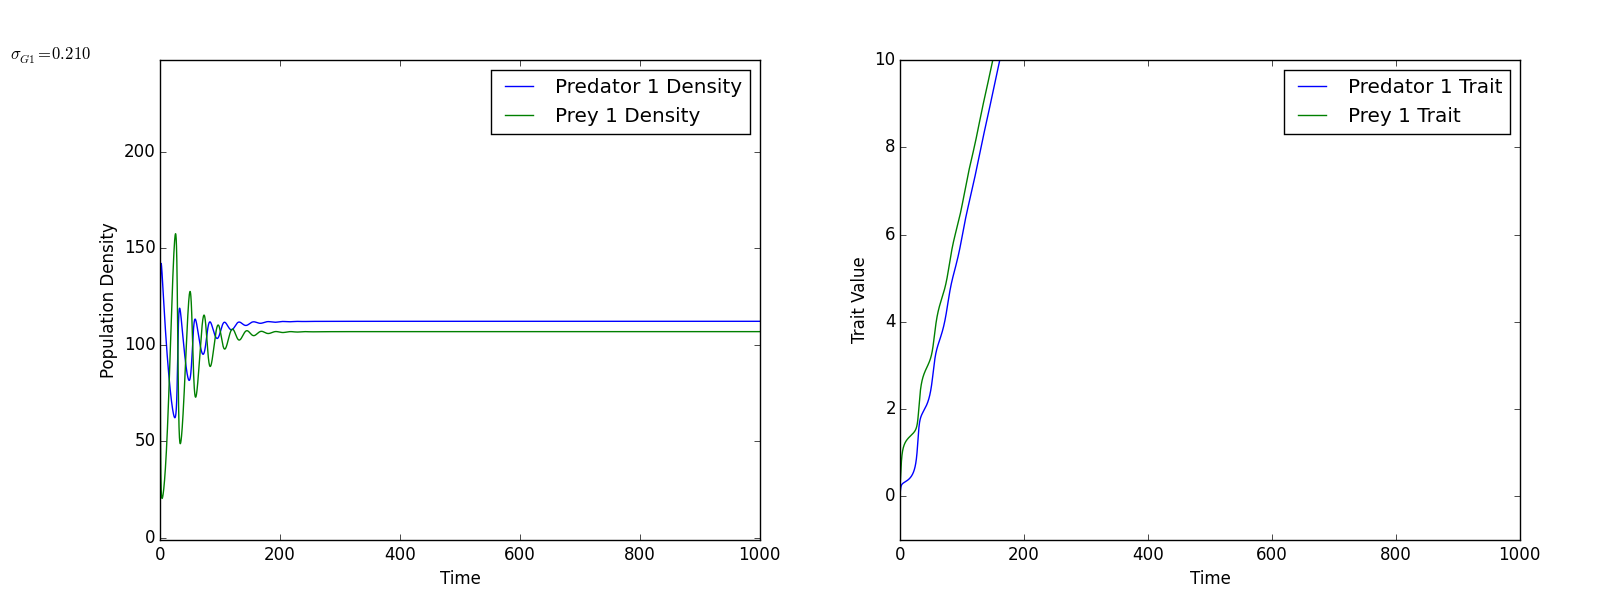 σG1=0.210
Predator 1 Density
Prey 1 Density
200
150
100
50
0
Population Density
0 200 400 600 800 1000
Time
Predator 1 Trait
Prey 1 Trait
10
8
6
4
2
0
Trait Value
0 200 400 600 800 1000
Time